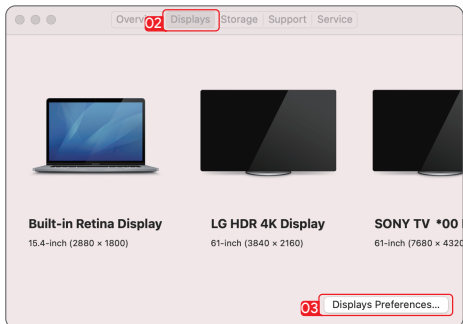 02 Displays Storage Support Service
Built-in Retina Display
15.4-inch (2880 × 1800)
LG HDR 4K Display
61-inch (3840 × 2160)
SONY TV *00
61-inch (7680 × 4320
03 Displays Preferences...